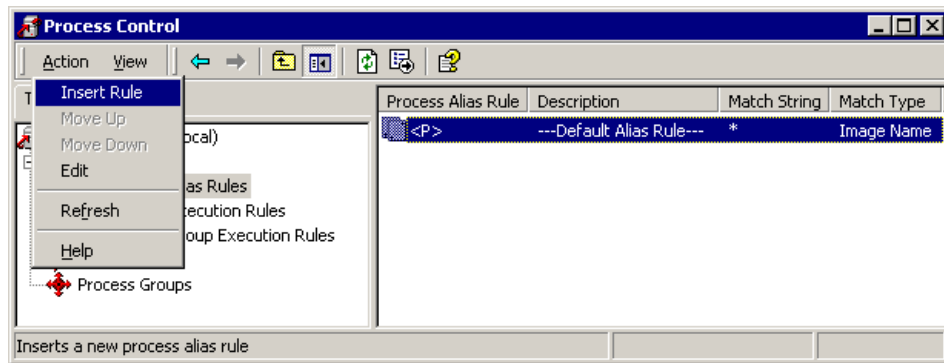 Process Control
Action View
Insert Rule
Move Up
Move Down
Edit
Refresh
Help
ocal)
as Rules
ecution Rules
oup Execution Rules
Process Groups
Process Alias Rule Description Match String Match Type
<P> ---Default Alias Rule--- * Image Name
Inserts a new process alias rule